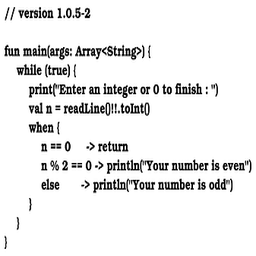 // version 1.0.5-2

fun main(args: Array<String>) {
    while (true) {
        print("Enter an integer or 0 to finish : ")
        val n = readLine()!!.toInt()
        when {
            n == 0     -> return
            n % 2 == 0 -> println("Your number is even")
            else       -> println("Your number is odd")
        }
    }
}